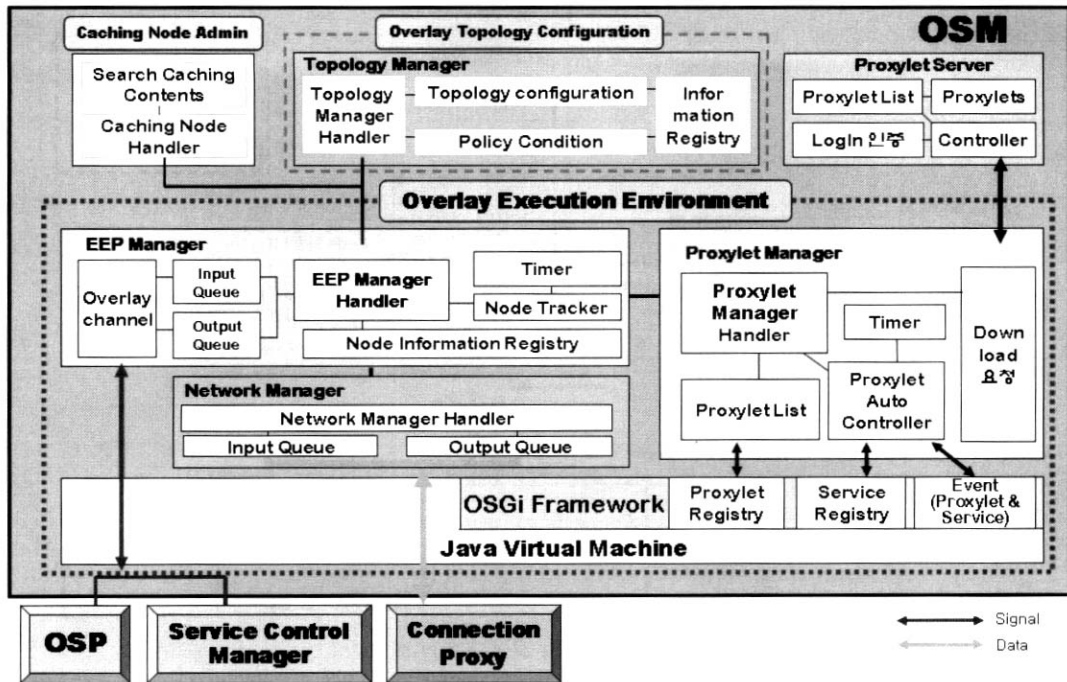 Caching Node Admin
Search Caching
Contents
Caching Node
Handler
Overlay Topology Configuration
Topology Manager
Topology
Manager
Handler
Topology configuration
Policy Condition
Infor
mation
Registry
OSM
Proxylet Server
Proxylet List
Proxylets
LogIn 인증
Controller
Overlay Execution Environment
EEP Manager
Overlay
channel
Input
Queue
Output
Queue
EEP Manager
Handler
Timer
Node Tracker
Node Information Registry
Proxylet Manager
Proxylet
Manager
Handler
Timer
Down
load
요청
Proxylet List
Proxylet
Auto
Controller
Network Manager
Network Manager Handler
Input Queue
Output Queue
OSGi Framework
Proxylet
Registry
Service
Registry
Event
(Proxylet &
Service)
Java Virtual Machine
OSP
Service Control
Manager
Connection
Proxy
Signal
Data